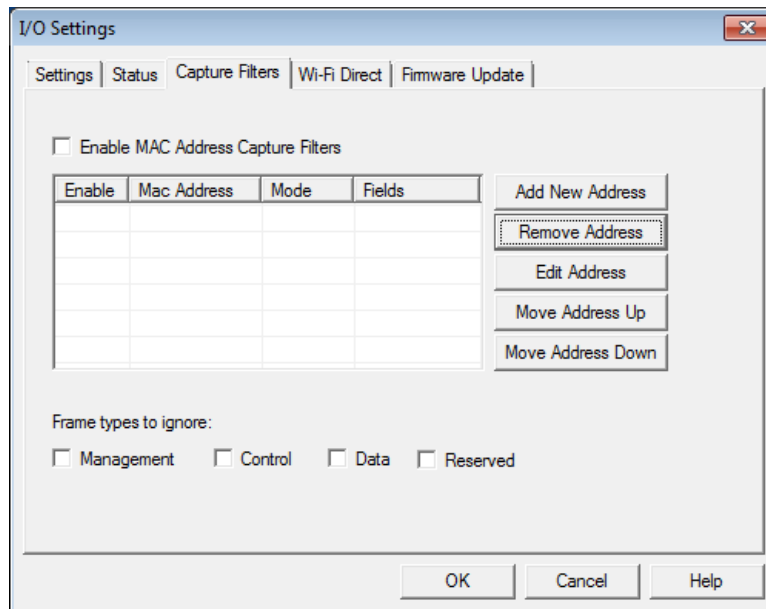 I/O Settings
Settings Status Capture Filters Wi-Fi Direct Firmware Update
Enable MAC Address Capture Filters
Enable Mac Address Mode Fields
Add New Address
Remove Address
Edit Address
Move Address Up
Move Address Down
Frame types to ignore:
Management Control Data Reserved
OK Cancel Help